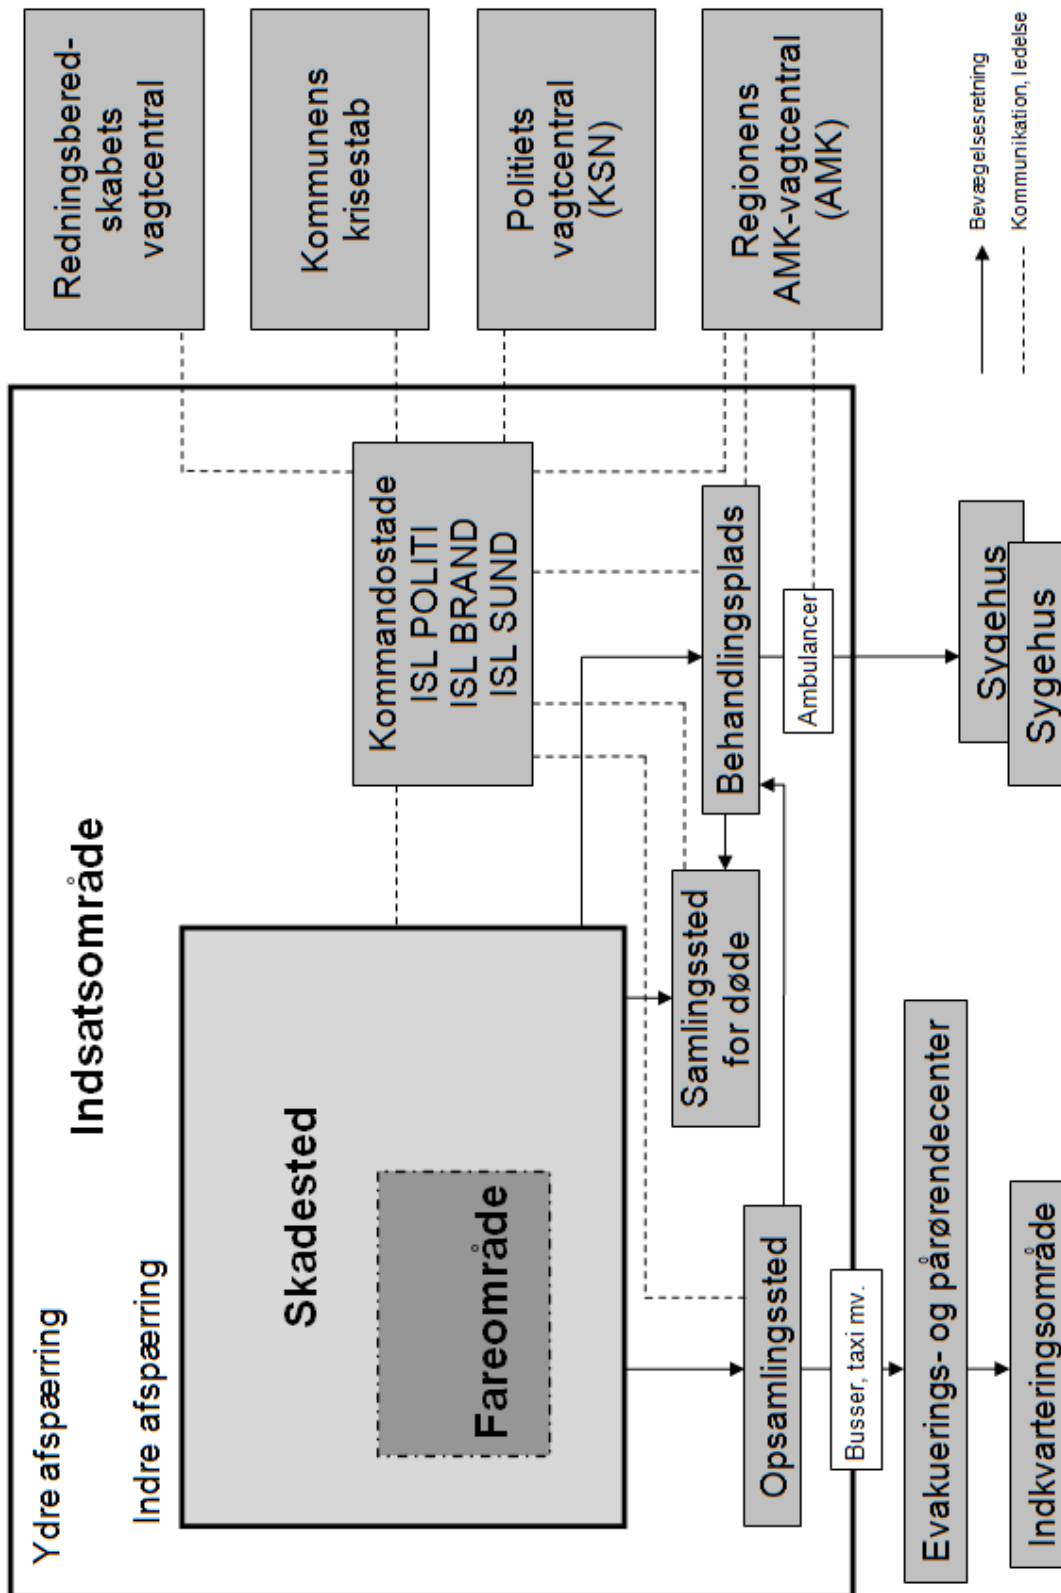 Ydre afspærring
Indsatsområde
Indre afspærring
Skadested
Fareområde
Redningsbered-
skabets
vagtcentral
Kommunens
krisestab
Politiets
vagtcentral
(KSN)
Regionens
AMK-vagtcentral
(AMK)
Kommandostade
ISL POLITI
ISL BRAND
ISL SUND
Opsamlingssted
Samlingssted
for døde
Behandlingsplads
Busser, taxi mv.
Ambulancer
Evakuerings- og pårørendecenter
Indkvarteringsområde
Sygehus
Sygehus
Bevægelsesretning
Kommunikation, ledelse